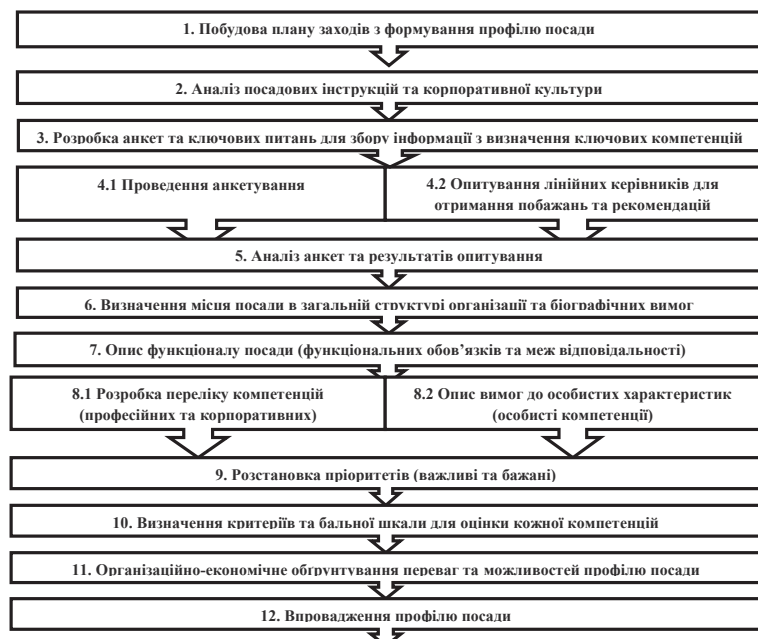 1. Побудова плану заходів з формування профілю посади
2. Аналіз посадових інструкцій та корпоративної культури
3. Розробка анкет та ключових питань для збору інформації з визначення ключових компетенцій
4.1 Проведення анкетування
4.2 Опитування лінійних керівників для
отримання побажань та рекомендацій
5. Аналіз анкет та результатів опитування
6. Визначення місця посади в загальній структурі організації та біографічних вимог
7. Опис функціоналу посади (функціональних обов’язків та меж відповідальності)
8.1 Розробка переліку компетенцій
(професійних та корпоративних)
8.2 Опис вимог до особистих характеристик
(особисті компетенції)
9. Розстановка пріоритетів (важливі та бажані)
10. Визначення критеріїв та бальної шкали для оцінки кожної компетенцій
11. Організаційно-економічне обґрунтування переваг та можливостей профілю посади
12. Впровадження профілю посади